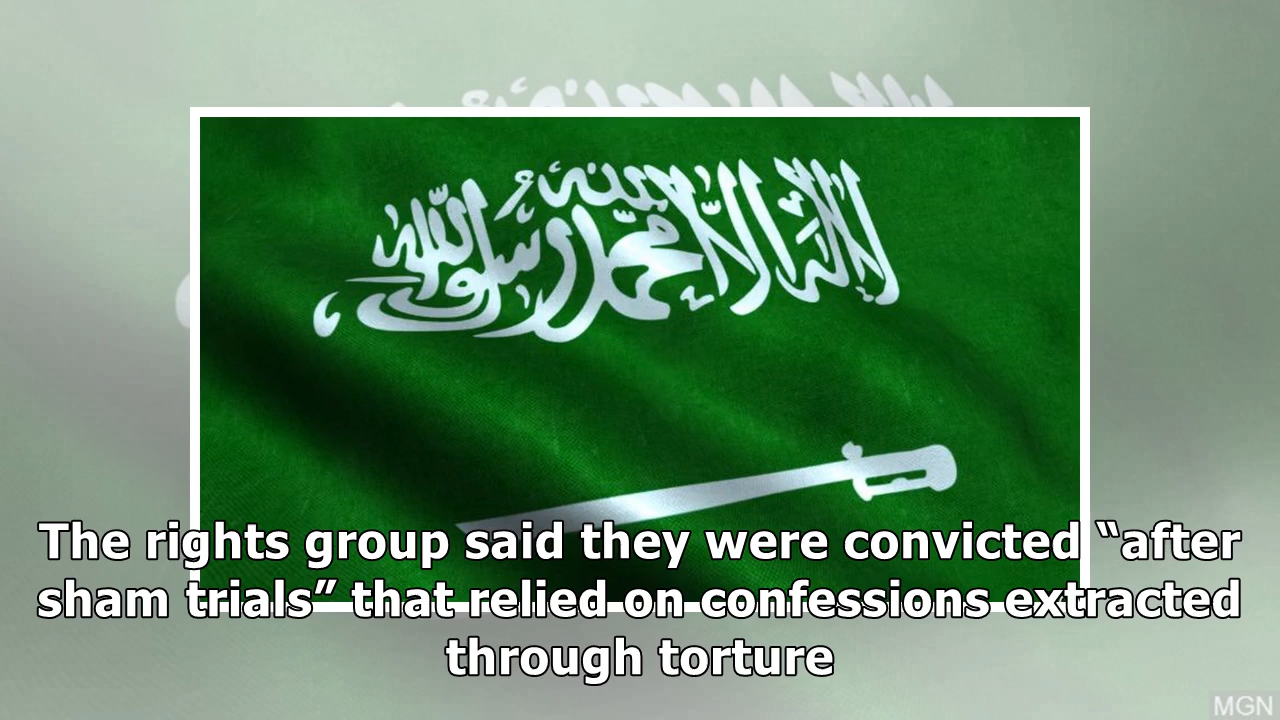 لا إله إلا الله محمد رسول الله
The rights group said they were convicted “after
sham trials” that relied on confessions extracted
through torture
MGN